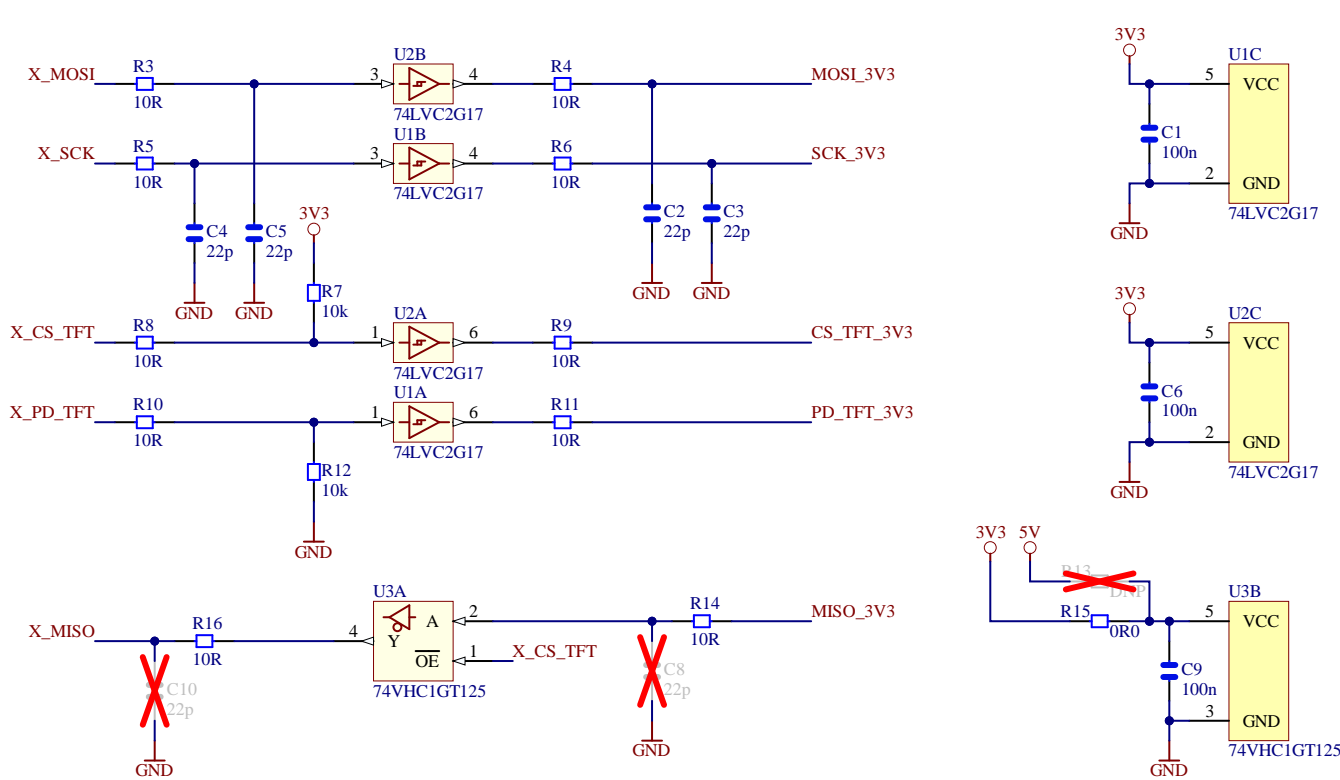 X_MOSI
R3
10R
3
U2B
4
74LVC2G17
R4
10R
MOSI_3V3
X_SCK
R5
10R
3
U1B
4
74LVC2G17
R6
10R
SCK_3V3
C4
22p
GND
C5
22p
GND
C2
22p
GND
C3
22p
GND
3V3
R7
10k
X_CS_TFT
R8
10R
1
U2A
6
74LVC2G17
R9
10R
CS_TFT_3V3
X_PD_TFT
R10
10R
1
U1A
6
74LVC2G17
R11
10R
PD_TFT_3V3
R12
10k
GND
X_MISO
R16
10R
C10
22p
GND
4
U3A
Y
A
OE
74VHC1GT125
2
1
X_CS_TFT
C8
22p
GND
R14
10R
MISO_3V3
3V3
C1
100n
GND
5
2
U1C
VCC
GND
74LVC2G17
3V3
C6
100n
GND
5
2
U2C
VCC
GND
74LVC2G17
3V3
5V
R13
DNP
R15
0R0
C9
100n
GND
5
3
U3B
VCC
GND
74VHC1GT125